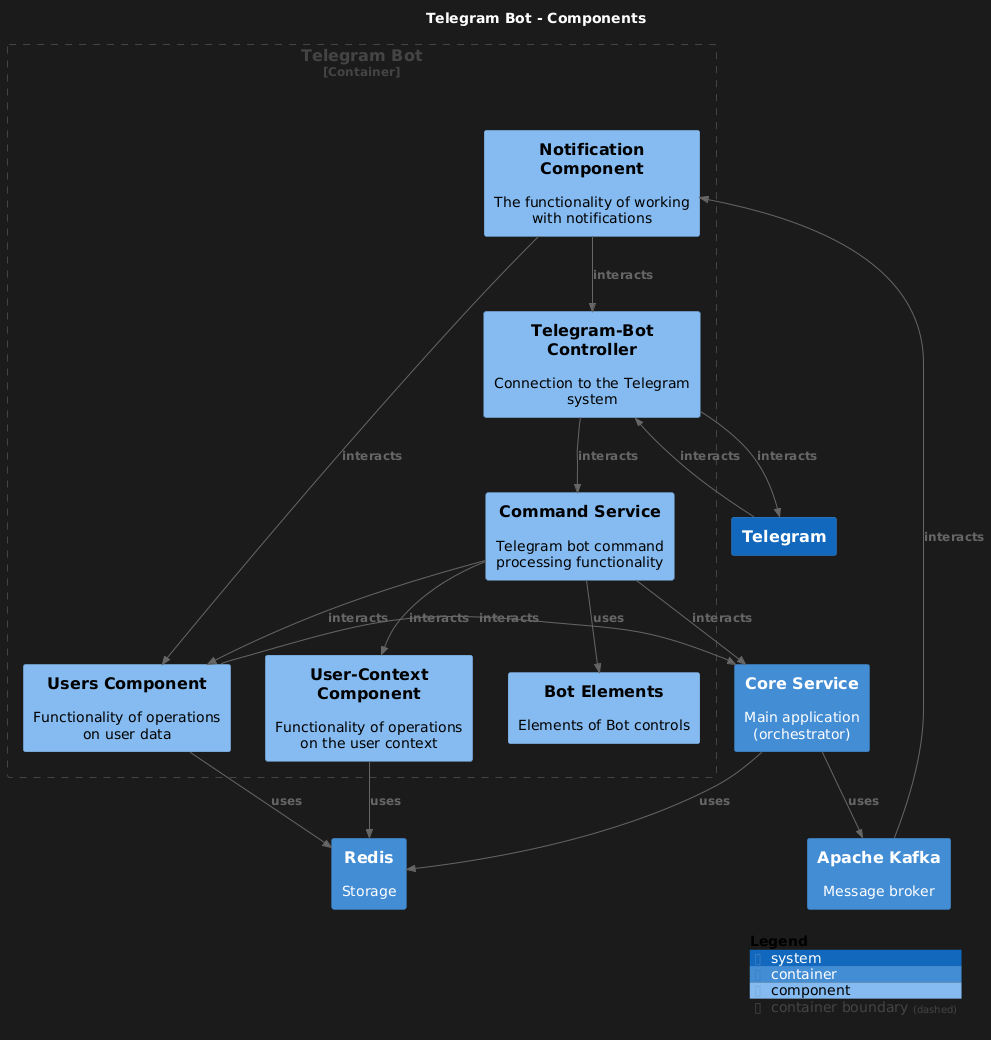 Telegram Bot - Components
Telegram Bot
[Container]
Notification
Component
The functionality of working
with notifications
interacts
Telegram-Bot
Controller
Connection to the Telegram
system
interacts
interacts
interacts
interacts
Command Service
Telegram bot command
processing functionality
Telegram
interacts
interacts
interacts
interacts
uses
interacts
Users Component
Functionality of operations
on user data
User-Context
Component
Functionality of operations
on the user context
Bot Elements
Elements of Bot controls
Core Service
Main application
(orchestrator)
uses
uses
uses
uses
Redis
Storage
Apache Kafka
Message broker
Legend
system
container
component
container boundary (dashed)